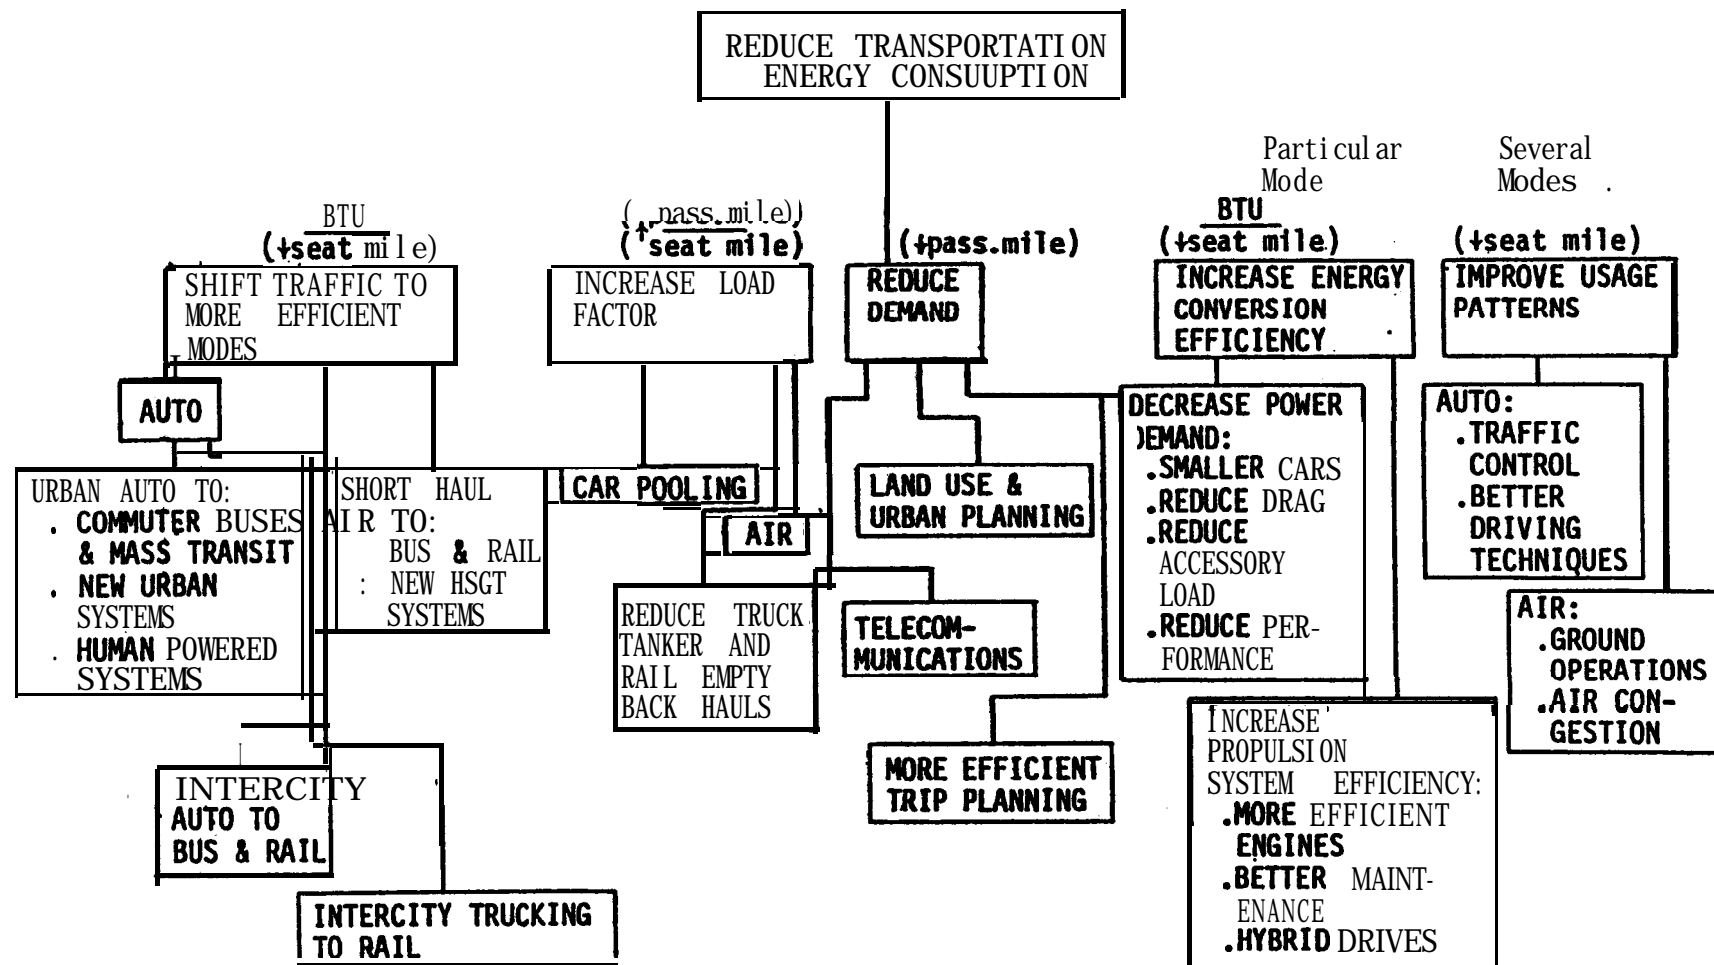 REDUCE TRANSPORTATION
ENERGY CONSUUPTION
Particular
Mode
Several
Modes .
BTU
(↓seat mile)
( pass.mile))
(↑seat mile)
(↓pass.mile)
BTU
(↓seat mile)
(↓seat mile)
SHIFT TRAFFIC TO
MORE EFFICIENT
MODES
INCREASE LOAD
FACTOR
REDUCE
DEMAND
INCREASE ENERGY
CONVERSION
EFFICIENCY
IMPROVE USAGE
PATTERNS
AUTO
URBAN AUTO TO:
. COMMUTER BUSES
& MASS TRANSIT
. NEW URBAN
SYSTEMS
. HUMAN POWERED
SYSTEMS
SHORT HAUL
AIR TO:
BUS & RAIL
: NEW HSGT
SYSTEMS
CAR POOLING
AIR
REDUCE TRUCK
TANKER AND
RAIL EMPTY
BACK HAULS
LAND USE &
URBAN PLANNING
TELECOM-
MUNICATIONS
MORE EFFICIENT
TRIP PLANNING
DECREASE POWER
DEMAND:
.SMALLER CARS
.REDUCE DRAG
.REDUCE
ACCESSORY
LOAD
.REDUCE PER-
FORMANCE
AUTO:
.TRAFFIC
CONTROL
.BETTER
DRIVING
TECHNIQUES
AIR:
.GROUND
OPERATIONS
.AIR CON-
GESTION
INCREASE
PROPULSION
SYSTEM EFFICIENCY:
.MORE EFFICIENT
ENGINES
.BETTER MAINT-
ENANCE
.HYBRID DRIVES
INTERCITY
AUTO TO
BUS & RAIL
INTERCITY TRUCKING
TO RAIL